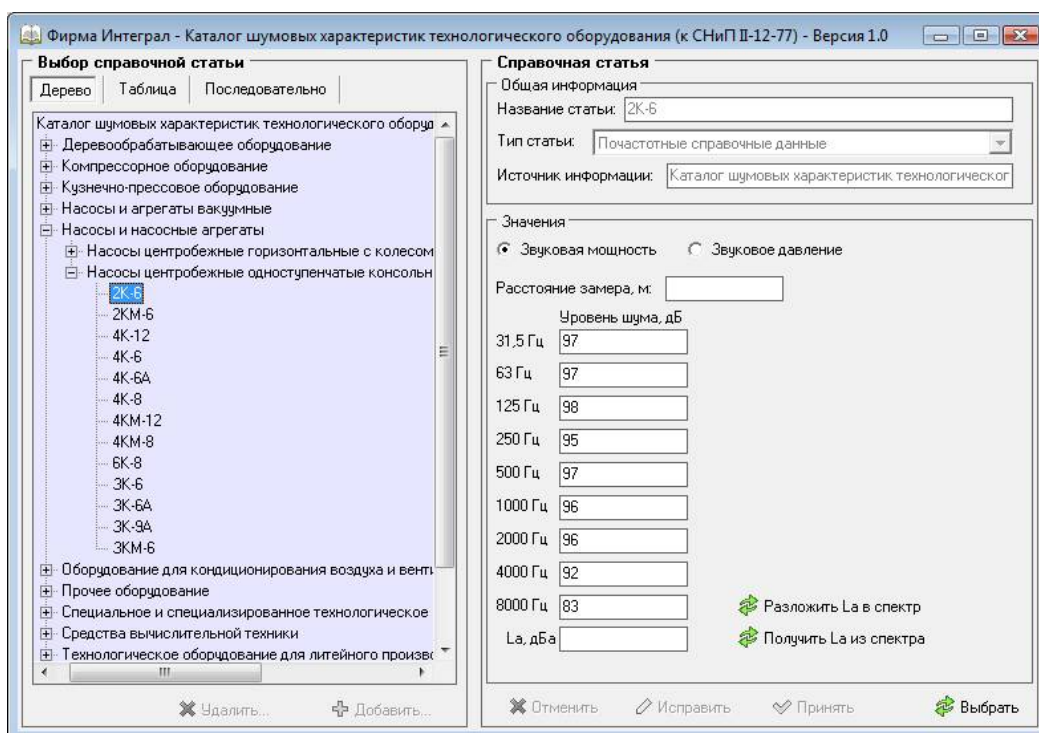 Фирма Интеграл - Каталог шумовых характеристик технологического оборудования (к СНиП II-12-77) - Версия 1.0
Выбор справочной статьи
Дерево Таблица Последовательно
Каталог шумовых характеристик технологического оборуд
Деревообрабатывающее оборудование
Компрессорное оборудование
Кузнечно-прессовое оборудование
Насосы и агрегаты вакуумные
Насосы и насосные агрегаты
Насосы центробежные горизонтальные с колесом
Насосы центробежные одноступенчатые консольн
2К-6
2КМ-6
4К-12
4К-6
4К-6А
4К-8
4КМ-12
4КМ-8
6К-8
3К-6
3К-6А
3К-9А
3КМ-6
Оборудование для кондиционирования воздуха и венти
Прочее оборудование
Специальное и специализированное технологическое
Средства вычислительной техники
Технологическое оборудование для литейного произво
Удалить... Добавить...
Справочная статья
Общая информация
Название статьи: 2К-6
Тип статьи: Почастотные справочные данные
Источник информации: Каталог шумовых характеристик технологическог
Значения
Звуковая мощность Звуковое давление
Расстояние замера, м:
Уровень шума, дБ
31,5 Гц 97
63 Гц 97
125 Гц 98
250 Гц 95
500 Гц 97
1000 Гц 96
2000 Гц 96
4000 Гц 92
8000 Гц 83 Разложить La в спектр
La, дБа Получить La из спектра
Отменить Исправить Принять Выбрать